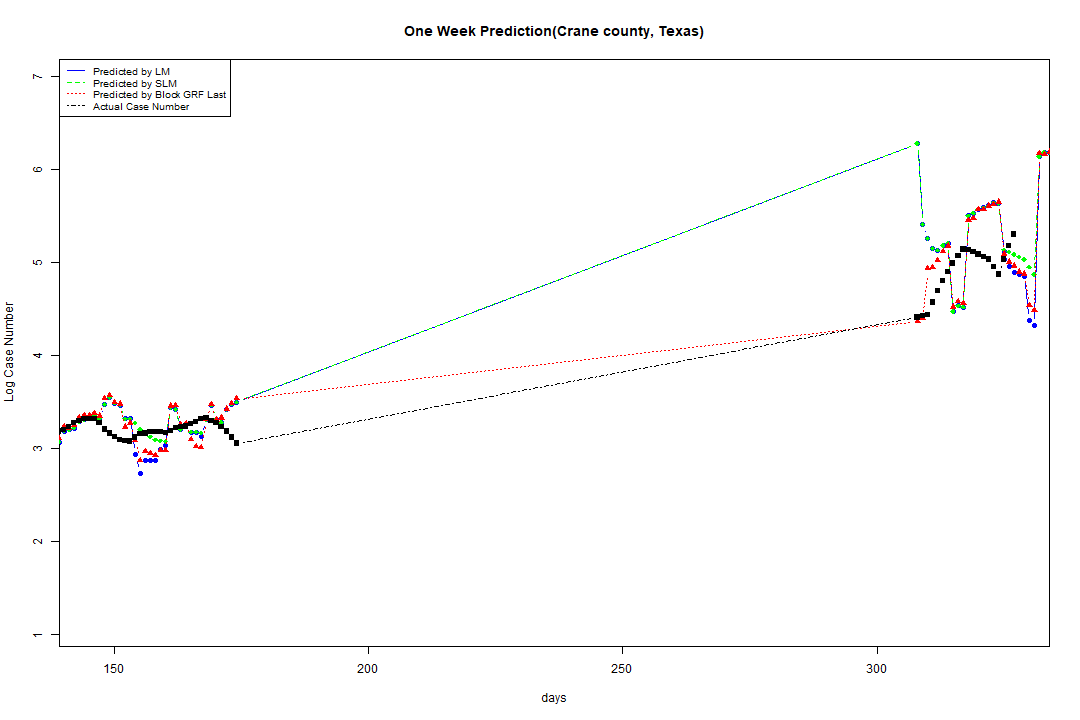 One Week Prediction(Crane county, Texas)
Predicted by LM
Predicted by SLM
Predicted by Block GRF Last
Actual Case Number
7
6
5
4
3
2
1
Log Case Number
150 200 250 300
days